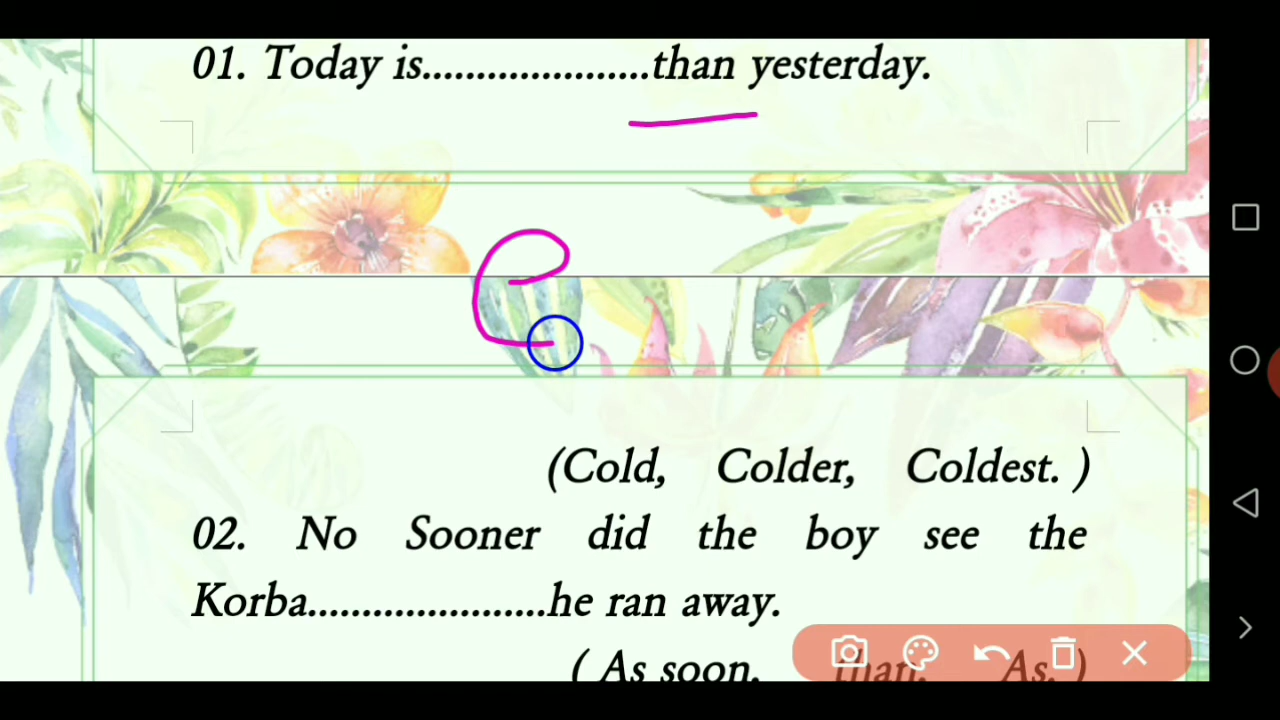 01. Today is.....................than yesterday.
(Cold, Colder, Coldest. )
02. No Sooner did the boy see the
Korba......................he ran away.
( As soon, than, As. )